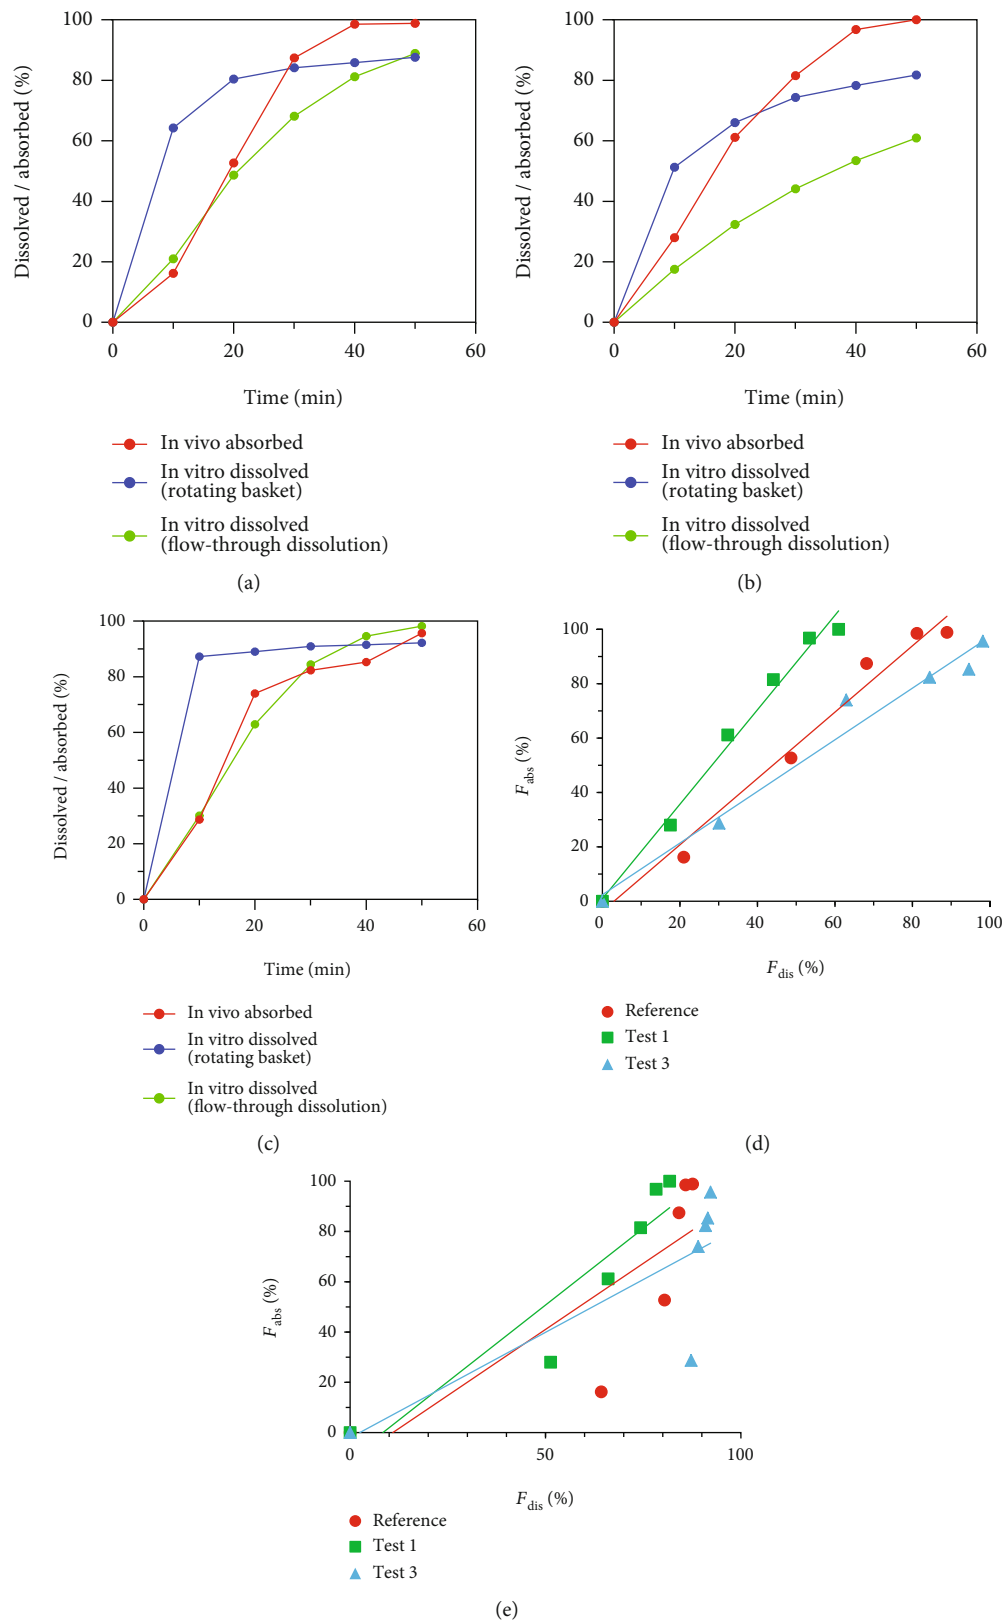 100
80
60
40
20
0
Dissolved / absorbed (%)
0 20 40 60
Time (min)
In vivo absorbed
In vitro dissolved
(rotating basket)
In vitro dissolved
(flow-through dissolution)
(a)
100
80
60
40
20
0
Dissolved / absorbed (%)
0 20 40 60
Time (min)
In vivo absorbed
In vitro dissolved
(rotating basket)
In vitro dissolved
(flow-through dissolution)
(b)
100
80
60
40
20
0
Dissolved / absorbed (%)
0 20 40 60
Time (min)
In vivo absorbed
In vitro dissolved
(rotating basket)
In vitro dissolved
(flow-through dissolution)
(c)
100
80
60
40
20
0
Fabs (%)
0 20 40 60 80 100
Fdis (%)
Reference
Test 1
Test 3
(d)
100
80
60
40
20
0
Fabs (%)
0 50 100
Fdis (%)
Reference
Test 1
Test 3
(e)